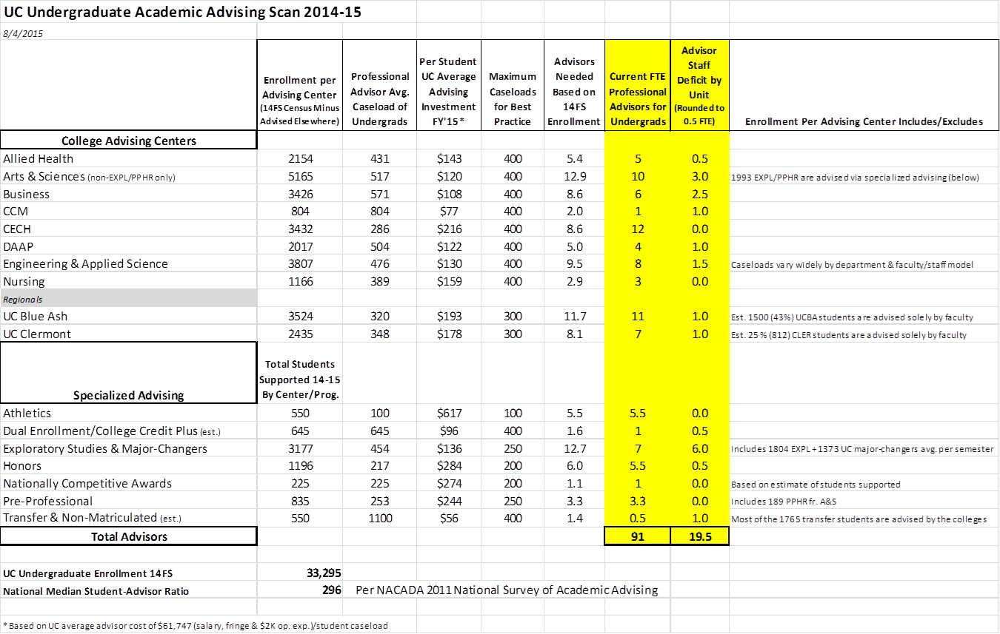 UC Undergraduate Academic Advising Scan 2014-15
8/4/2015
Enrollment per Advising Center (14FS Census Minus Advised Elsewhere) Professional Advisor Avg. Caseload of Undergrads Per Student UC Average Advising Investment FY'15* Maximum Caseloads for Best Practice Advisors Needed Based on 14FS Enrollment Current FTE Professional Advisors for Undergrads Advisor Staff Deficit by Unit (Rounded to 0.5 FTE) Enrollment Per Advising Center Includes/Excludes
College Advising Centers
Allied Health 2154 431 $143 400 5.4 5 0.5
Arts & Sciences (non-EXPL/PPHR only) 5165 517 $120 400 12.9 10 3.0 1993 EXPL/PPHR are advised via specialized advising (below)
Business 3426 571 $108 400 8.6 6 2.5
CCM 804 804 $77 400 2.0 1 1.0
CECH 3432 286 $216 400 8.6 12 0.0
DAAP 2017 504 $122 400 5.0 4 1.0
Engineering & Applied Science 3807 476 $130 400 9.5 8 1.5 Caseloads vary widely by department & faculty/staff model
Nursing 1166 389 $159 400 2.9 3 0.0
Regionals
UC Blue Ash 3524 320 $193 300 11.7 11 1.0 Est. 1500 (43%) UCBA students are advised solely by faculty
UC Clermont 2435 348 $178 300 8.1 7 1.0 Est. 25 % (812) CLER students are advised solely by faculty
Specialized Advising Total Students Supported 14-15 By Center/Prog.
Athletics 550 100 $617 100 5.5 5.5 0.0
Dual Enrollment/College Credit Plus (est.) 645 645 $96 400 1.6 1 0.5
Exploratory Studies & Major-Changers 3177 454 $136 250 12.7 7 6.0 Includes 1804 EXPL + 1373 UC major-changers avg. per semester
Honors 1196 217 $284 200 6.0 5.5 0.5
Nationally Competitive Awards 225 225 $274 200 1.1 1 0.0 Based on estimate of students supported
Pre-Professional 835 253 $244 250 3.3 3.3 0.0 Includes 189 PPHR fr. A&S
Transfer & Non-Matriculated (est.) 550 1100 $56 400 1.4 0.5 1.0 Most of the 1765 transfer students are advised by the colleges
Total Advisors 91 19.5
UC Undergraduate Enrollment 14FS 33,295
National Median Student-Advisor Ratio 296 Per NACADA 2011 National Survey of Academic Advising
* Based on UC average advisor cost of $61,747 (salary, fringe & $2K op. exp.)/student caseload